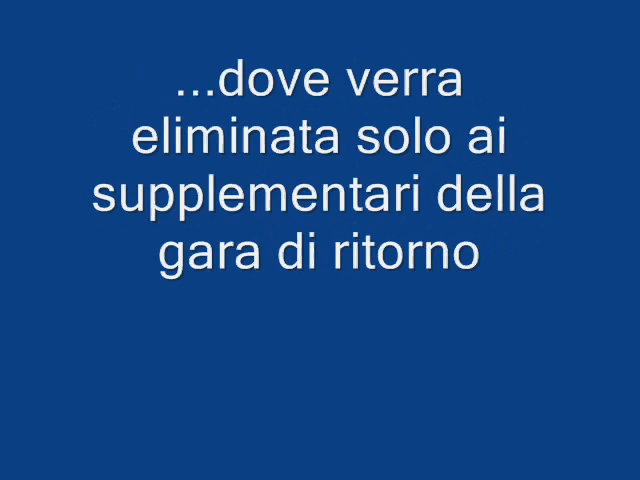 ...dove verra
eliminata solo ai
supplementari della
gara di ritorno